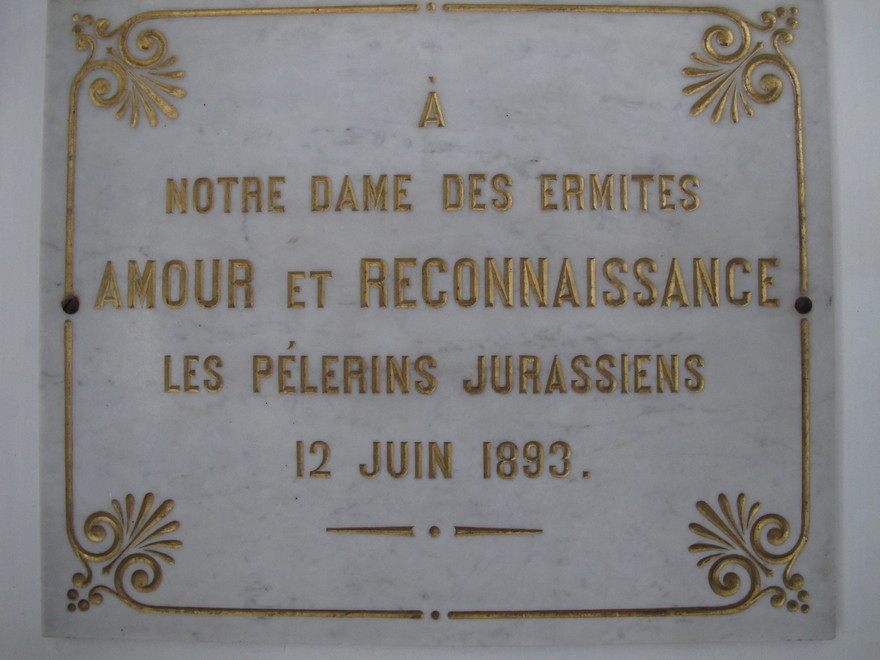 À
NOTRE DAME DES ERMITES
AMOUR ET RECONNAISSANCE
LES PÉLERINS JURASSIENS
12 JUIN 1893.